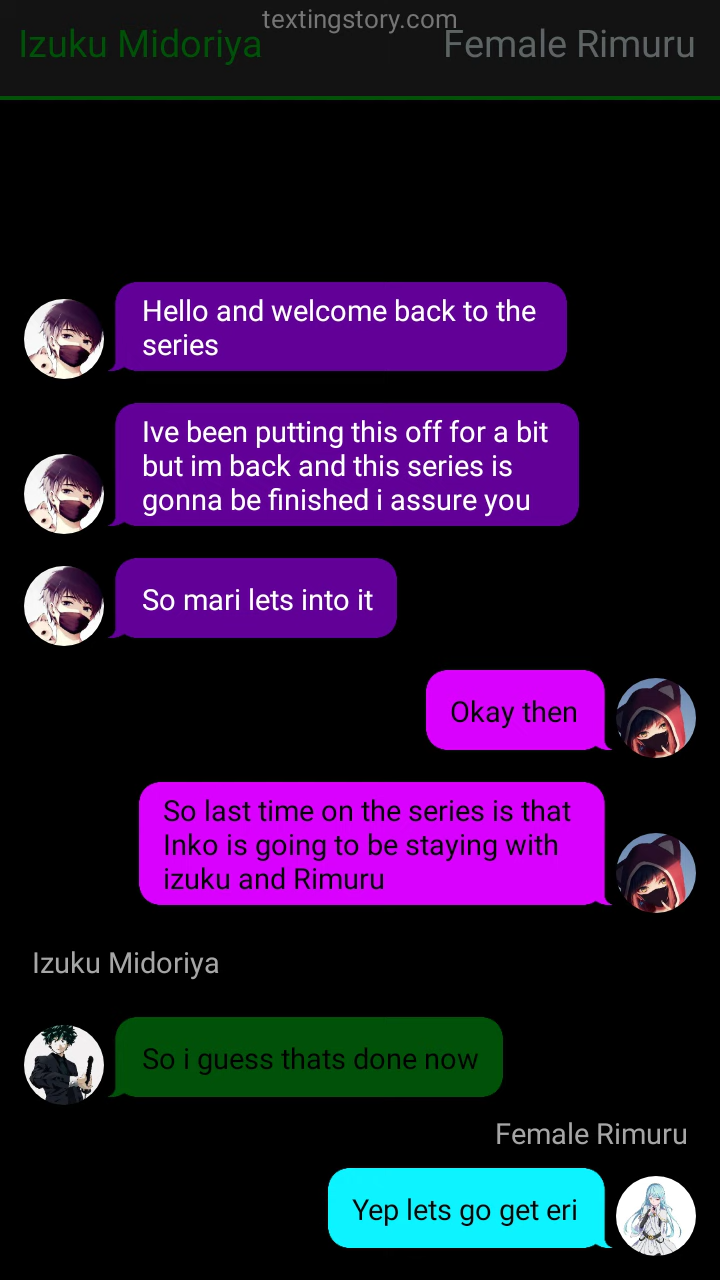 textingstory.com
Izuku Midoriya
Female Rimuru
Hello and welcome back to the
series
Ive been putting this off for a bit
but im back and this series is
gonna be finished i assure you
So mari lets into it
Okay then
So last time on the series is that
Inko is going to be staying with
izuku and Rimuru
Izuku Midoriya
So i guess thats done now
Female Rimuru
Yep lets go get eri